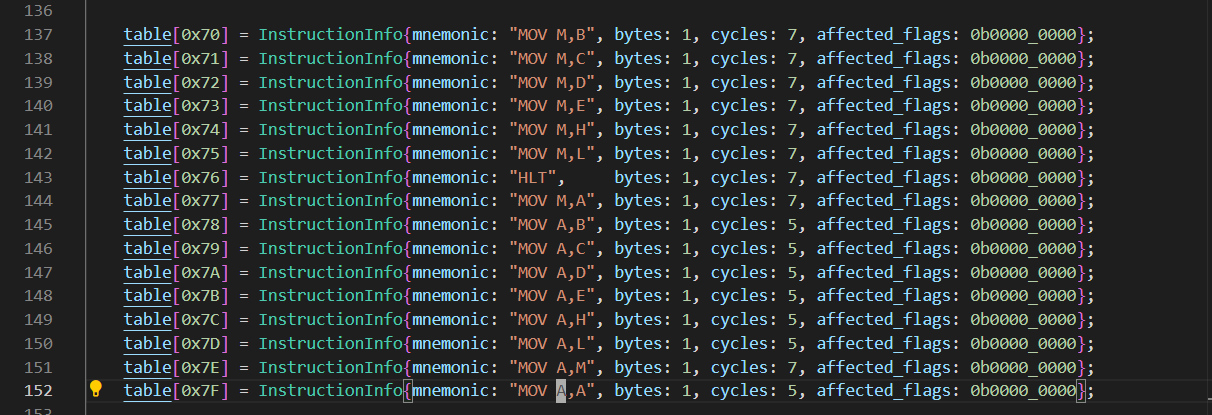 136
137 table[0x70] = InstructionInfo{mnemonic: "MOV M,B", bytes: 1, cycles: 7, affected_flags: 0b0000_0000};
138 table[0x71] = InstructionInfo{mnemonic: "MOV M,C", bytes: 1, cycles: 7, affected_flags: 0b0000_0000};
139 table[0x72] = InstructionInfo{mnemonic: "MOV M,D", bytes: 1, cycles: 7, affected_flags: 0b0000_0000};
140 table[0x73] = InstructionInfo{mnemonic: "MOV M,E", bytes: 1, cycles: 7, affected_flags: 0b0000_0000};
141 table[0x74] = InstructionInfo{mnemonic: "MOV M,H", bytes: 1, cycles: 7, affected_flags: 0b0000_0000};
142 table[0x75] = InstructionInfo{mnemonic: "MOV M,L", bytes: 1, cycles: 7, affected_flags: 0b0000_0000};
143 table[0x76] = InstructionInfo{mnemonic: "HLT",     bytes: 1, cycles: 7, affected_flags: 0b0000_0000};
144 table[0x77] = InstructionInfo{mnemonic: "MOV M,A", bytes: 1, cycles: 7, affected_flags: 0b0000_0000};
145 table[0x78] = InstructionInfo{mnemonic: "MOV A,B", bytes: 1, cycles: 5, affected_flags: 0b0000_0000};
146 table[0x79] = InstructionInfo{mnemonic: "MOV A,C", bytes: 1, cycles: 5, affected_flags: 0b0000_0000};
147 table[0x7A] = InstructionInfo{mnemonic: "MOV A,D", bytes: 1, cycles: 5, affected_flags: 0b0000_0000};
148 table[0x7B] = InstructionInfo{mnemonic: "MOV A,E", bytes: 1, cycles: 5, affected_flags: 0b0000_0000};
149 table[0x7C] = InstructionInfo{mnemonic: "MOV A,H", bytes: 1, cycles: 5, affected_flags: 0b0000_0000};
150 table[0x7D] = InstructionInfo{mnemonic: "MOV A,L", bytes: 1, cycles: 5, affected_flags: 0b0000_0000};
151 table[0x7E] = InstructionInfo{mnemonic: "MOV A,M", bytes: 1, cycles: 7, affected_flags: 0b0000_0000};
152 table[0x7F] = InstructionInfo{mnemonic: "MOV A,A", bytes: 1, cycles: 5, affected_flags: 0b0000_0000};
153